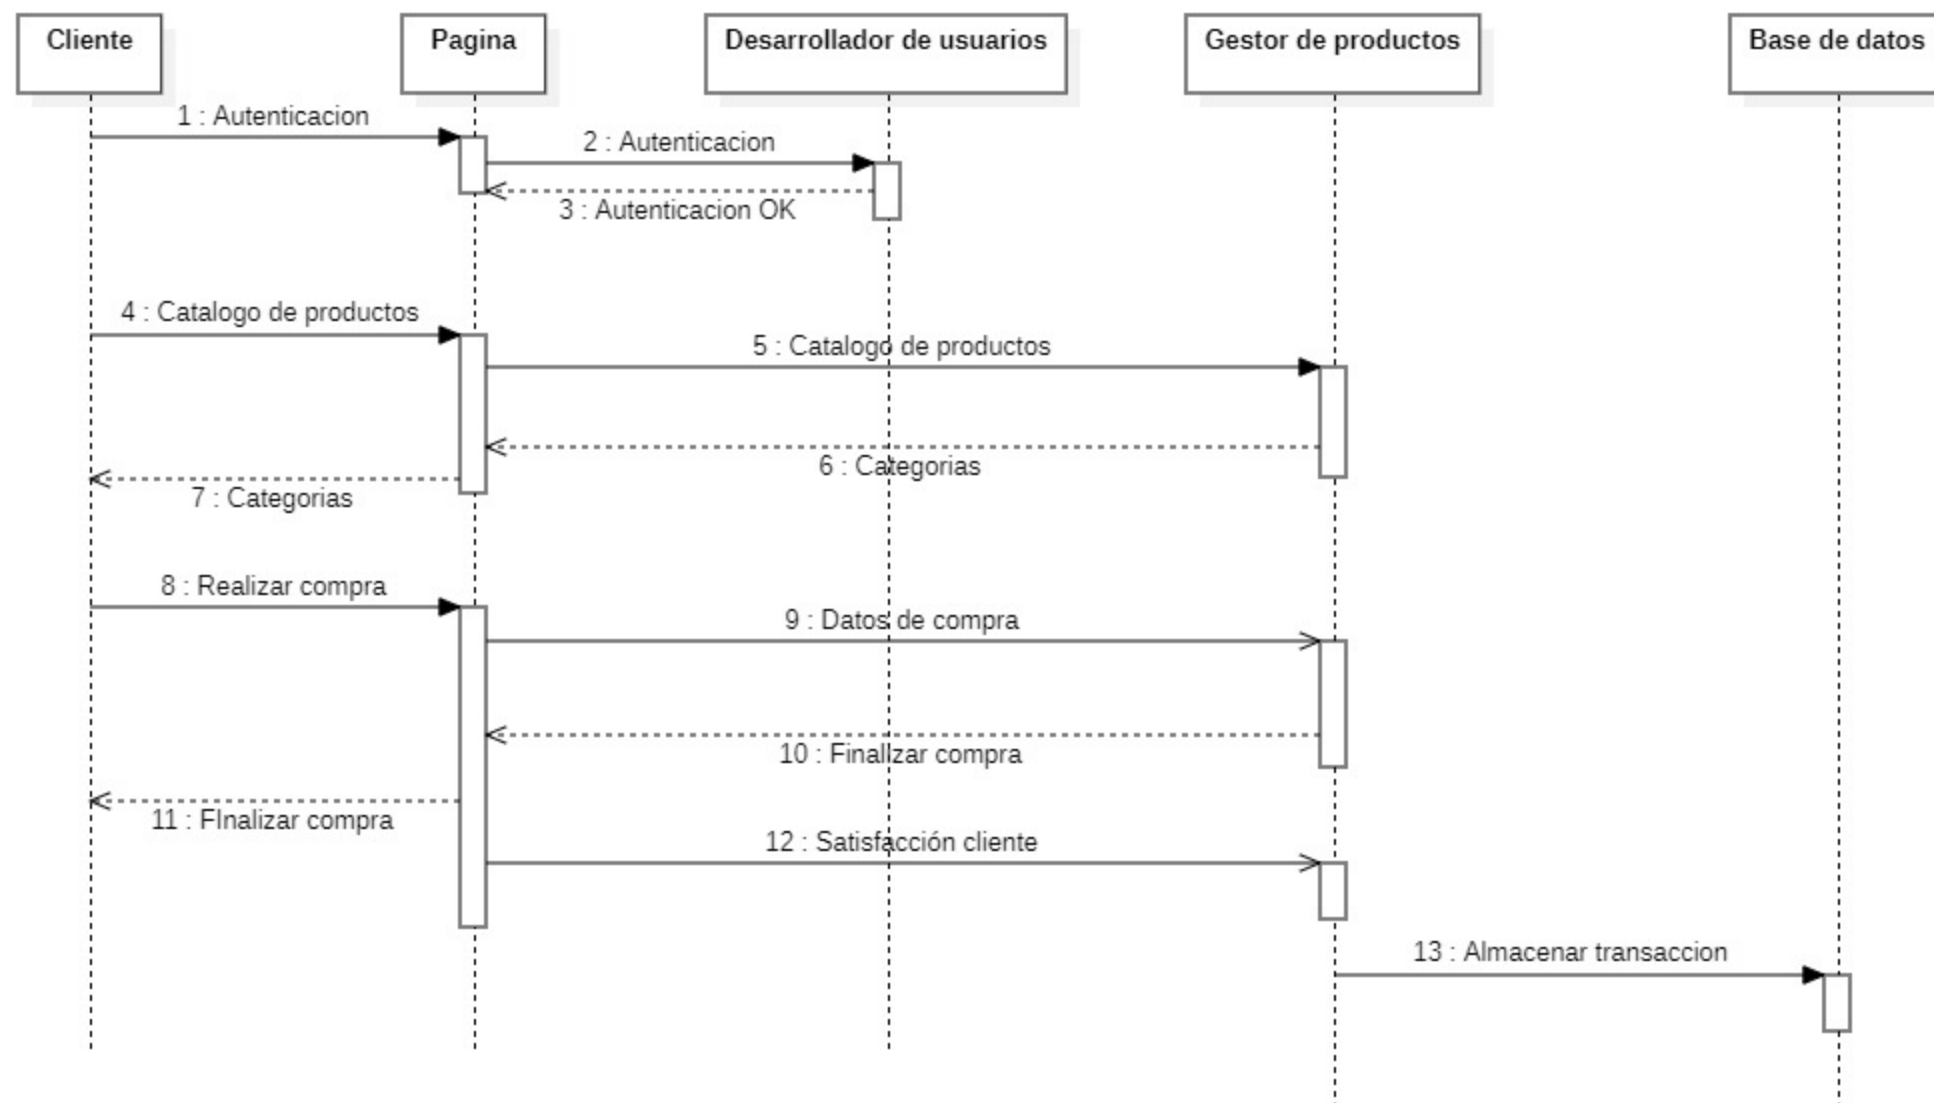 Cliente
Pagina
Desarrollador de usuarios
Gestor de productos
Base de datos
1 : Autenticacion
2 : Autenticacion
3 : Autenticacion OK
4 : Catalogo de productos
5 : Catalogo de productos
6 : Categorias
7 : Categorias
8 : Realizar compra
9 : Datos de compra
10 : Finalizar compra
11 : FInalizar compra
12 : Satisfacción cliente
13 : Almacenar transaccion